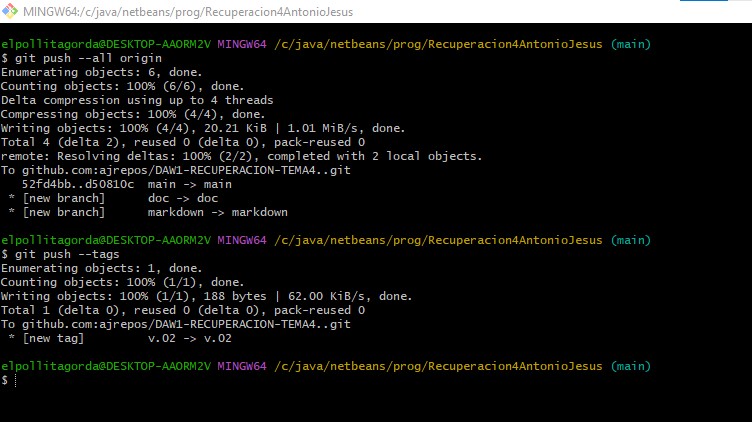 MINGW64:/c/java/netbeans/prog/Recuperacion4AntonioJesus
elpollitagorda@DESKTOP-AAORM2V MINGW64 /c/java/netbeans/prog/Recuperacion4AntonioJesus (main)
$ git push --all origin
Enumerating objects: 6, done.
Counting objects: 100% (6/6), done.
Delta compression using up to 4 threads
Compressing objects: 100% (4/4), done.
Writing objects: 100% (4/4), 20.21 KiB | 1.01 MiB/s, done.
Total 4 (delta 2), reused 0 (delta 0), pack-reused 0
remote: Resolving deltas: 100% (2/2), completed with 2 local objects.
To github.com:ajrepos/DAW1-RECUPERACION-TEMA4..git
   52fd4bb..d50810c  main -> main
 * [new branch]      doc -> doc
 * [new branch]      markdown -> markdown
elpollitagorda@DESKTOP-AAORM2V MINGW64 /c/java/netbeans/prog/Recuperacion4AntonioJesus (main)
$ git push --tags
Enumerating objects: 1, done.
Counting objects: 100% (1/1), done.
Writing objects: 100% (1/1), 188 bytes | 62.00 KiB/s, done.
Total 1 (delta 0), reused 0 (delta 0), pack-reused 0
To github.com:ajrepos/DAW1-RECUPERACION-TEMA4..git
 * [new tag]         v.02 -> v.02
elpollitagorda@DESKTOP-AAORM2V MINGW64 /c/java/netbeans/prog/Recuperacion4AntonioJesus (main)
$